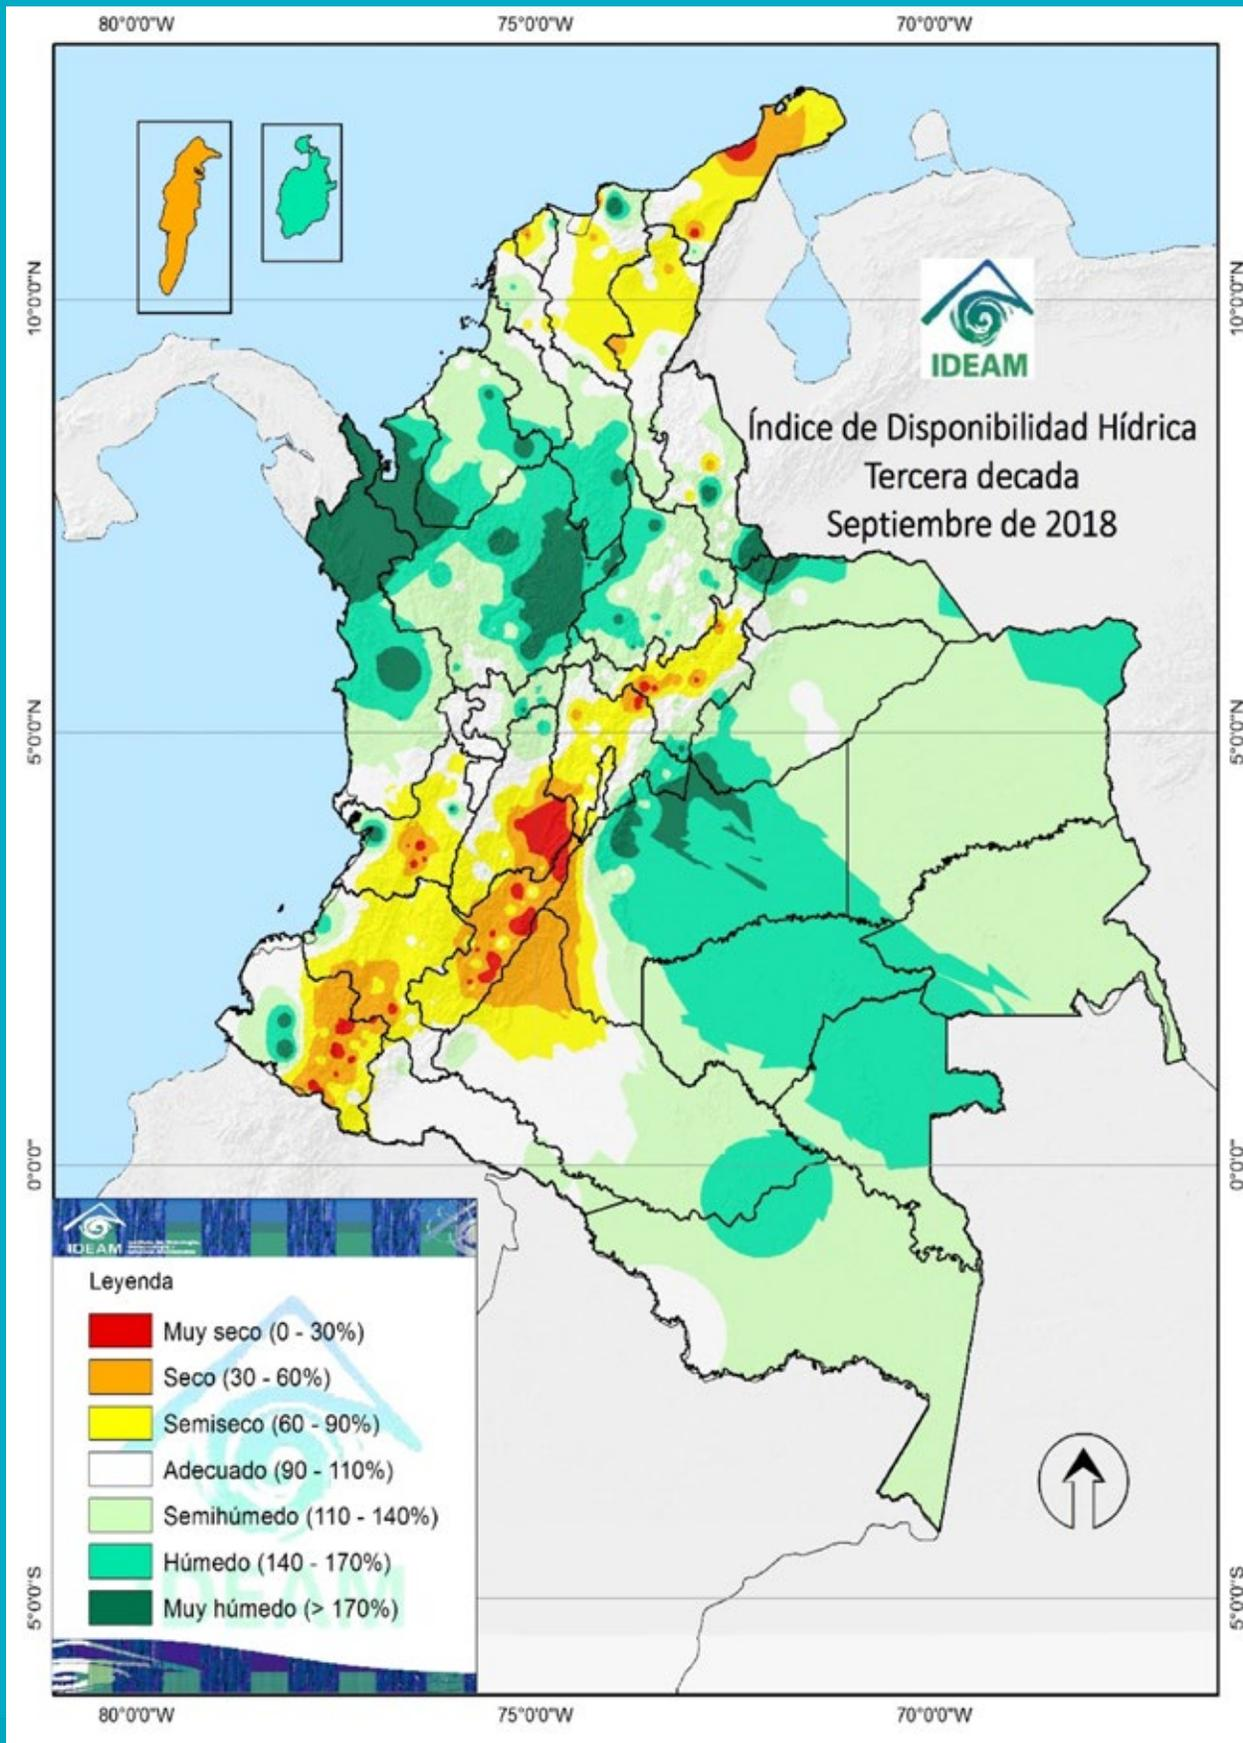 80°0'0"W
75°0'0"W
70°0'0"W
10°0'0"N
10°0'0"N
IDEAM
Índice de Disponibilidad Hídrica
Tercera decada
Septiembre de 2018
5°0'0"N
5°0'0"N
0°0'0"
0°0'0"
IDEAM
Leyenda
Muy seco (0 - 30%)
Seco (30 - 60%)
Semiseco (60 - 90%)
Adecuado (90 - 110%)
Semihúmedo (110 - 140%)
Húmedo (140 - 170%)
Muy húmedo (> 170%)
IDEAM
5°0'0"S
5°0'0"S
80°0'0"W
75°0'0"W
70°0'0"W